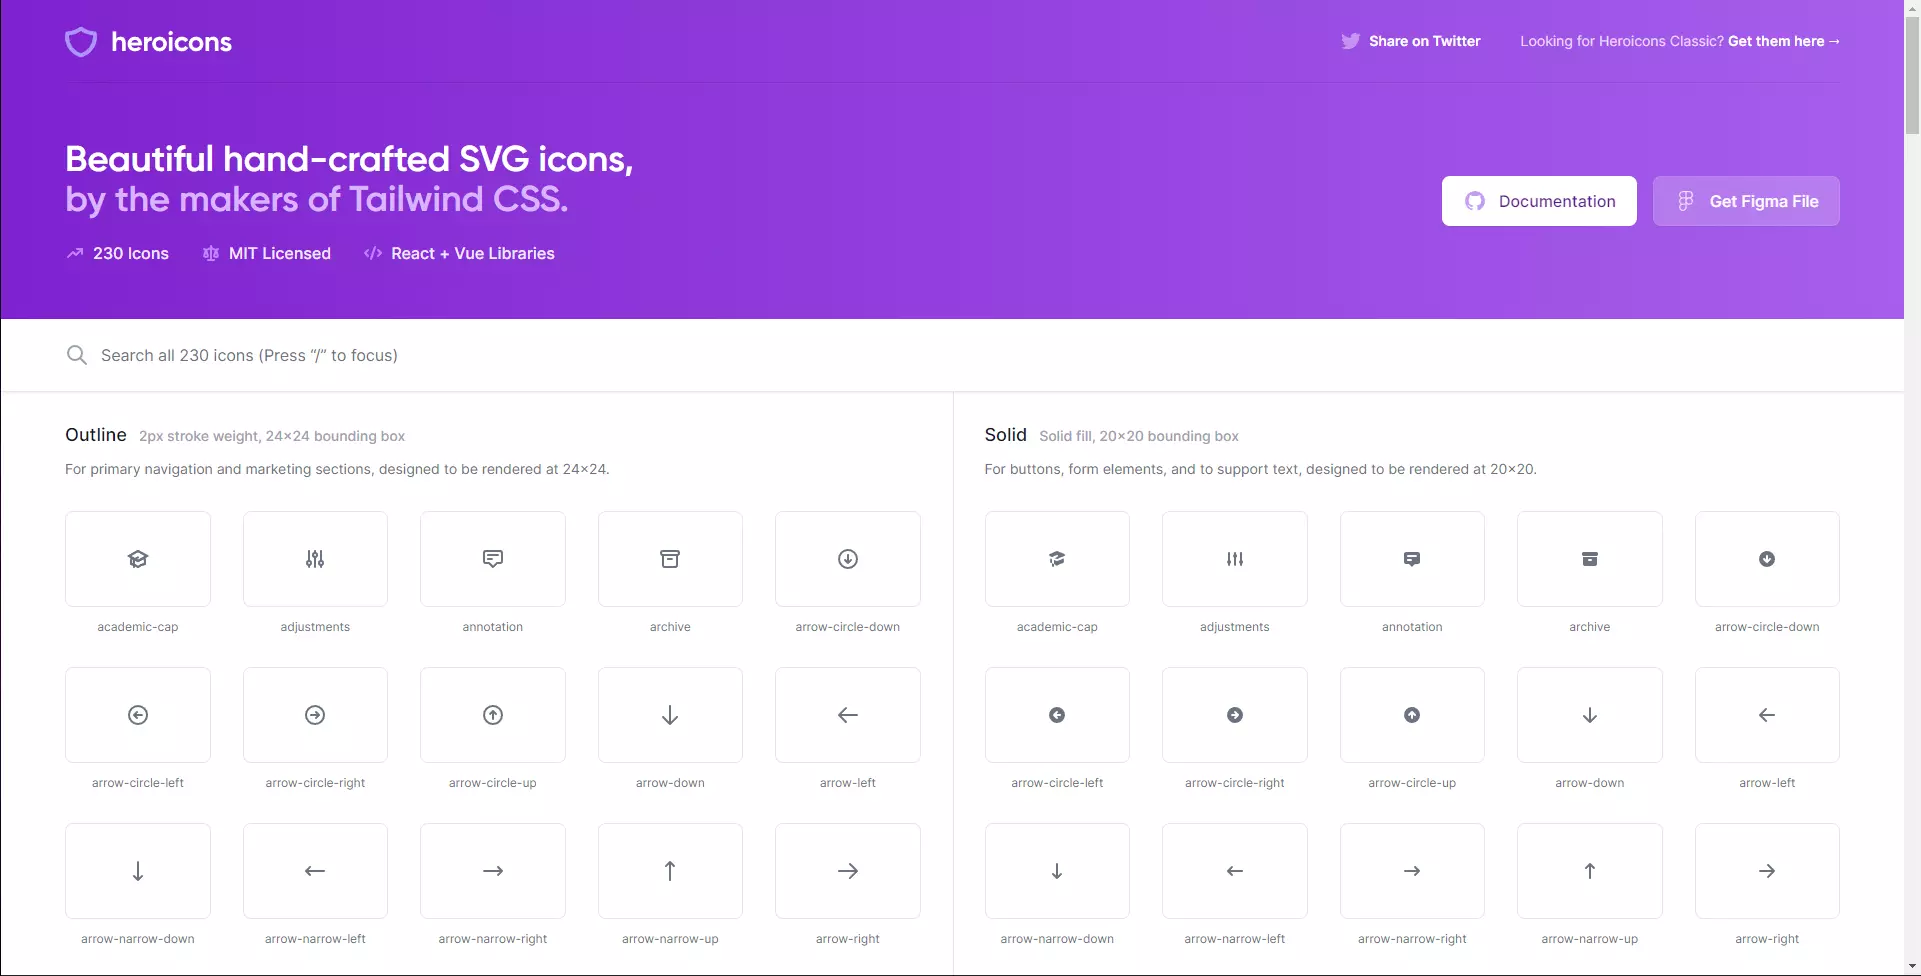 heroicons
Share on Twitter
Looking for Heroicons Classic? Get them here →
Beautiful hand-crafted SVG icons,
by the makers of Tailwind CSS.
230 Icons
MIT Licensed
React + Vue Libraries
Documentation
Get Figma File
Search all 230 icons (Press “/” to focus)
Outline 2px stroke weight, 24×24 bounding box
For primary navigation and marketing sections, designed to be rendered at 24×24.
academic-cap
adjustments
annotation
archive
arrow-circle-down
arrow-circle-left
arrow-circle-right
arrow-circle-up
arrow-down
arrow-left
arrow-narrow-down
arrow-narrow-left
arrow-narrow-right
arrow-narrow-up
arrow-right
Solid Solid fill, 20×20 bounding box
For buttons, form elements, and to support text, designed to be rendered at 20×20.
academic-cap
adjustments
annotation
archive
arrow-circle-down
arrow-circle-left
arrow-circle-right
arrow-circle-up
arrow-down
arrow-left
arrow-narrow-down
arrow-narrow-left
arrow-narrow-right
arrow-narrow-up
arrow-right